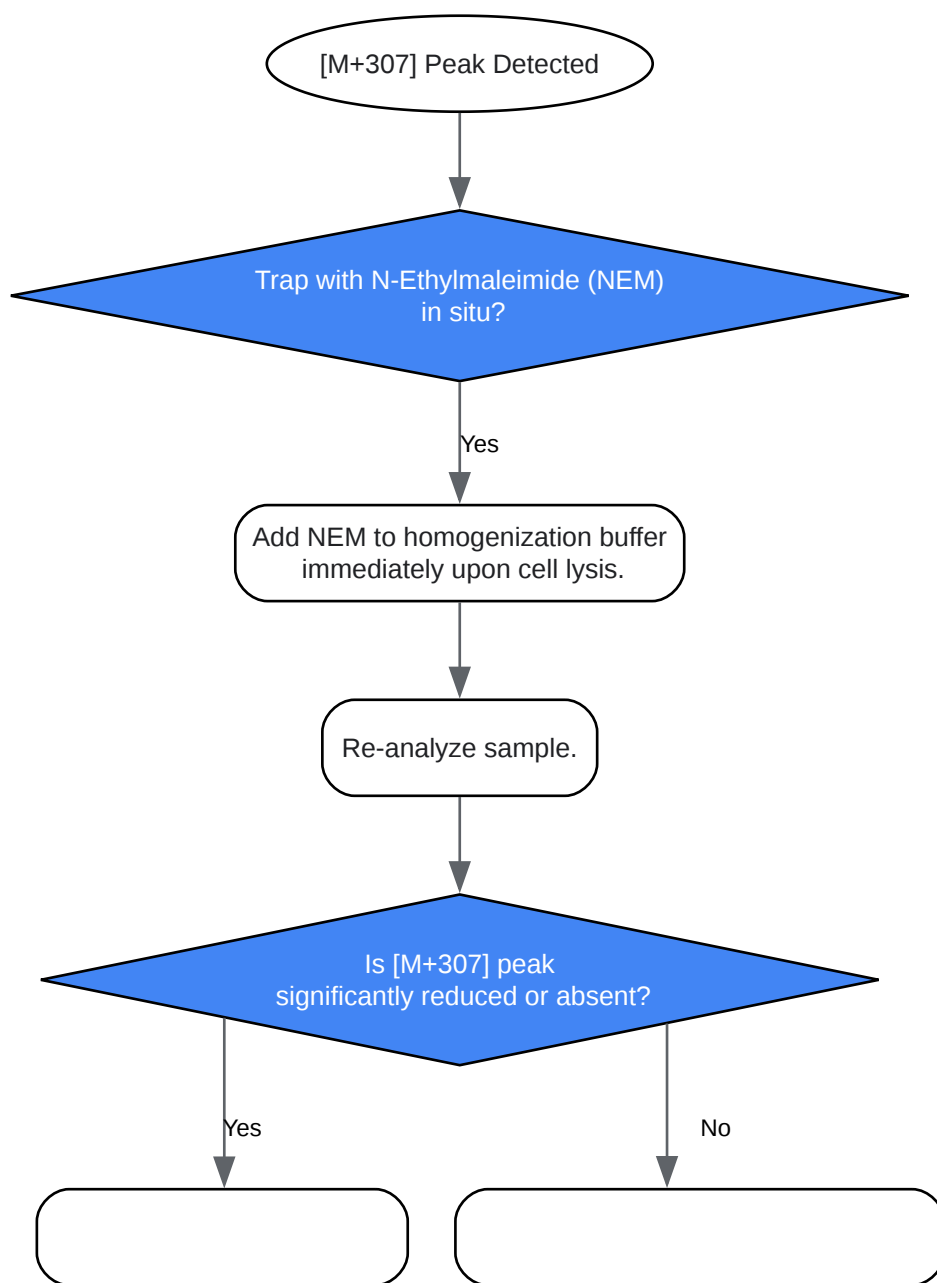 [M+307] Peak Detected
Trap with N-Ethylmaleimide (NEM)
in situ?
Yes
Add NEM to homogenization buffer
immediately upon cell lysis.
Re-analyze sample.
Is [M+307] peak
significantly reduced or absent?
Yes
No